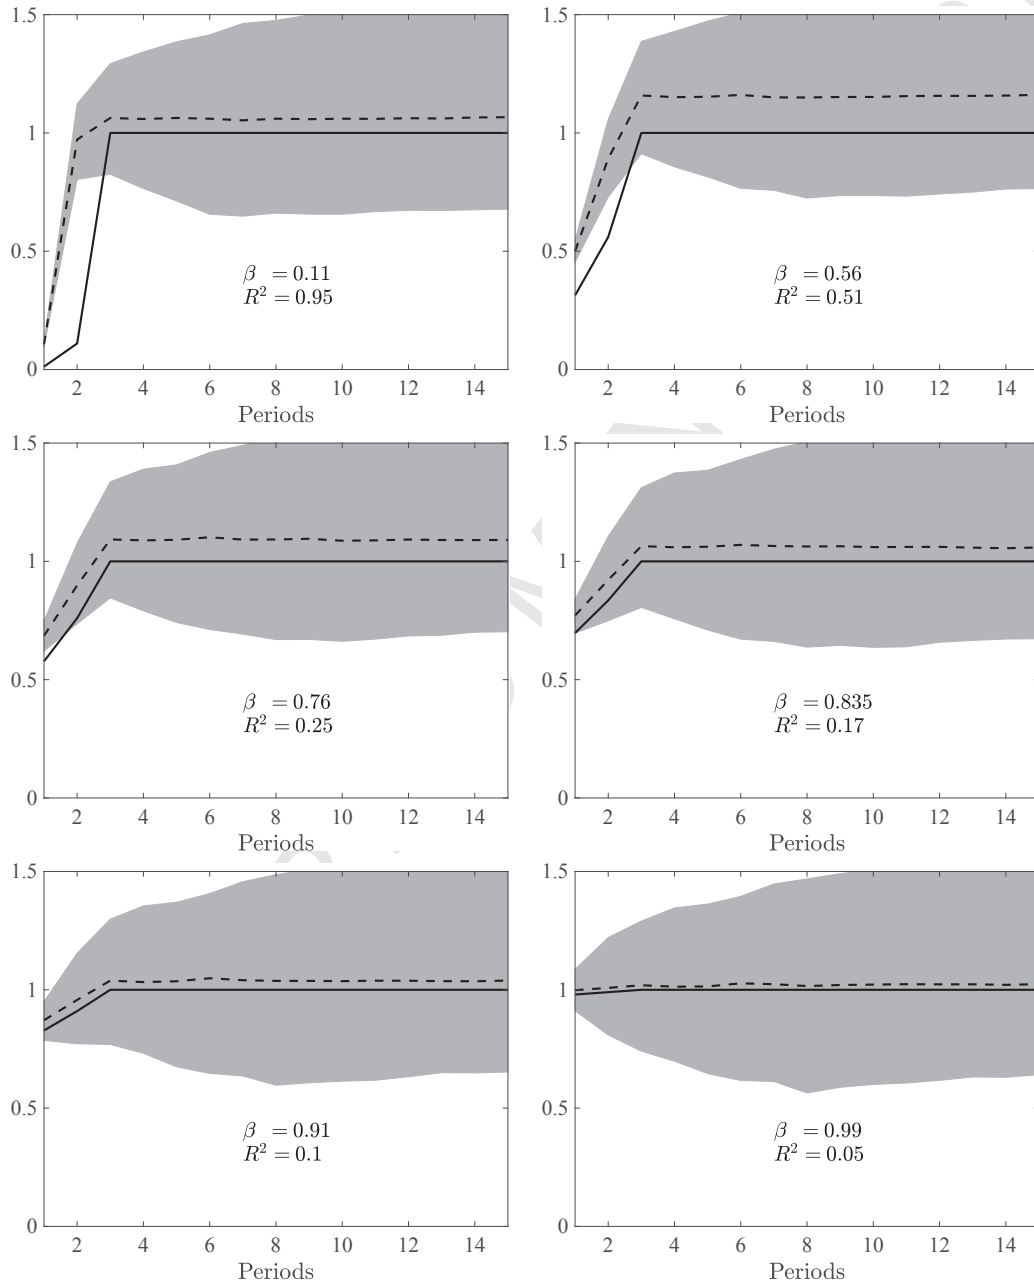 1.5
1
0.5
0
β = 0.11
R² = 0.95
2 4 6 8 10 12 14
Periods
1.5
1
0.5
0
β = 0.56
R² = 0.51
2 4 6 8 10 12 14
Periods
1.5
1
0.5
0
β = 0.76
R² = 0.25
2 4 6 8 10 12 14
Periods
1.5
1
0.5
0
β = 0.835
R² = 0.17
2 4 6 8 10 12 14
Periods
1.5
1
0.5
0
β = 0.91
R² = 0.1
2 4 6 8 10 12 14
Periods
1.5
1
0.5
0
β = 0.99
R² = 0.05
2 4 6 8 10 12 14
Periods